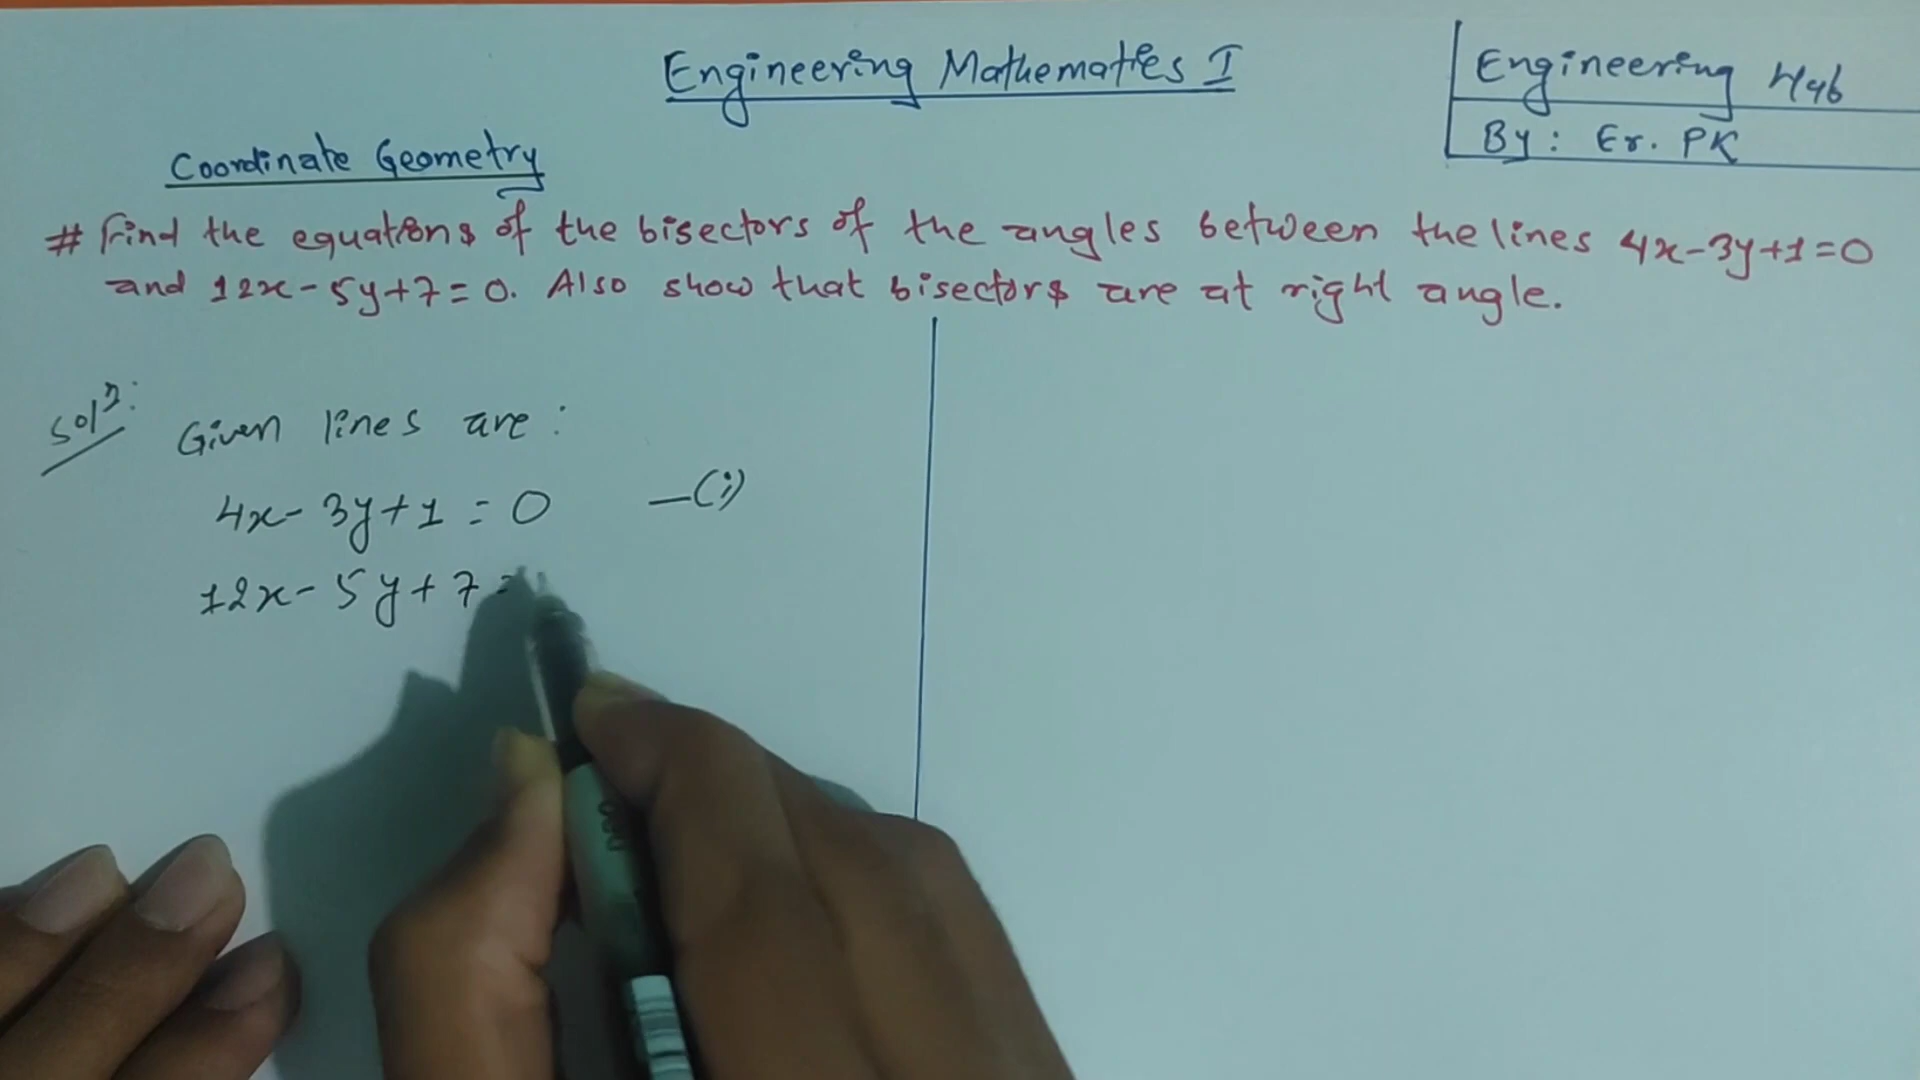 Engineering Mathematics I
Engineering Hub
By: Er. PK
Coordinate Geometry
# Find the equations of the bisectors of the angles between the lines 4x-3y+1=0
and 12x-5y+7=0. Also show that bisectors are at right angle.
Solⁿ:
Given lines are:
4x-3y+1=0 —(i)
12x-5y+7=